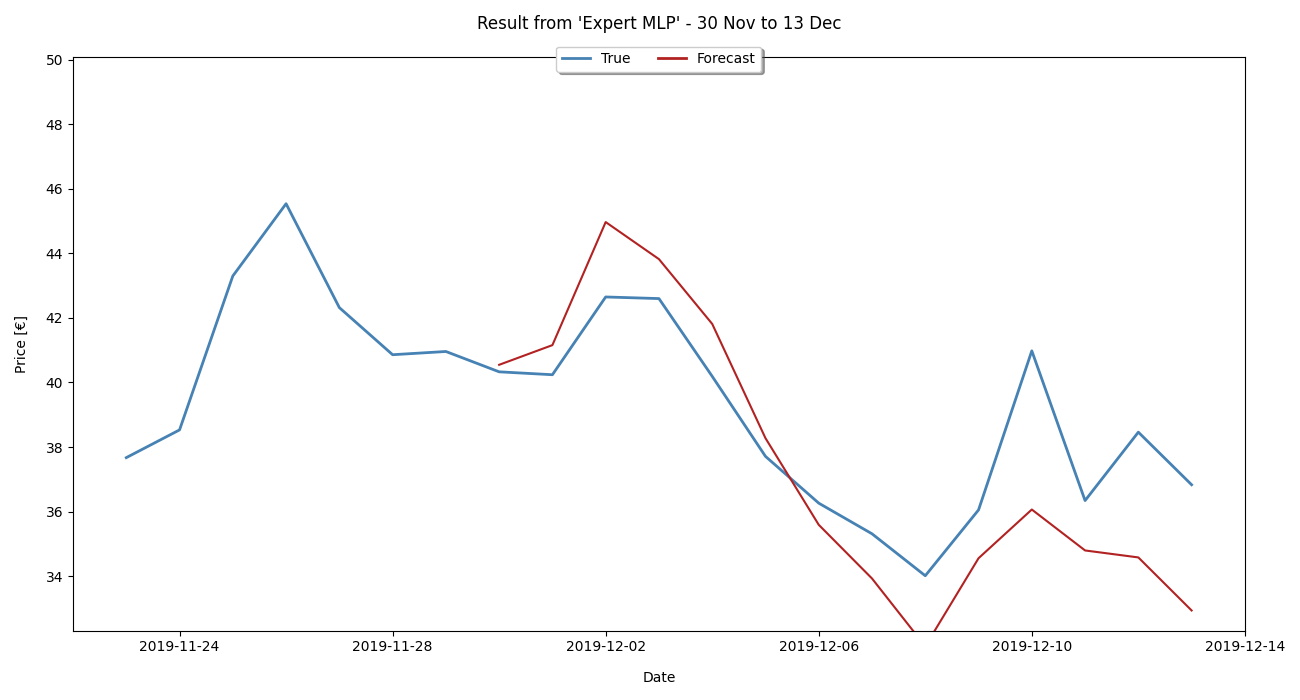 Result from 'Expert MLP' - 30 Nov to 13 Dec
True Forecast
50
48
46
44
42
40
38
36
34
Price [€]
2019-11-24 2019-11-28 2019-12-02 2019-12-06 2019-12-10 2019-12-14
Date